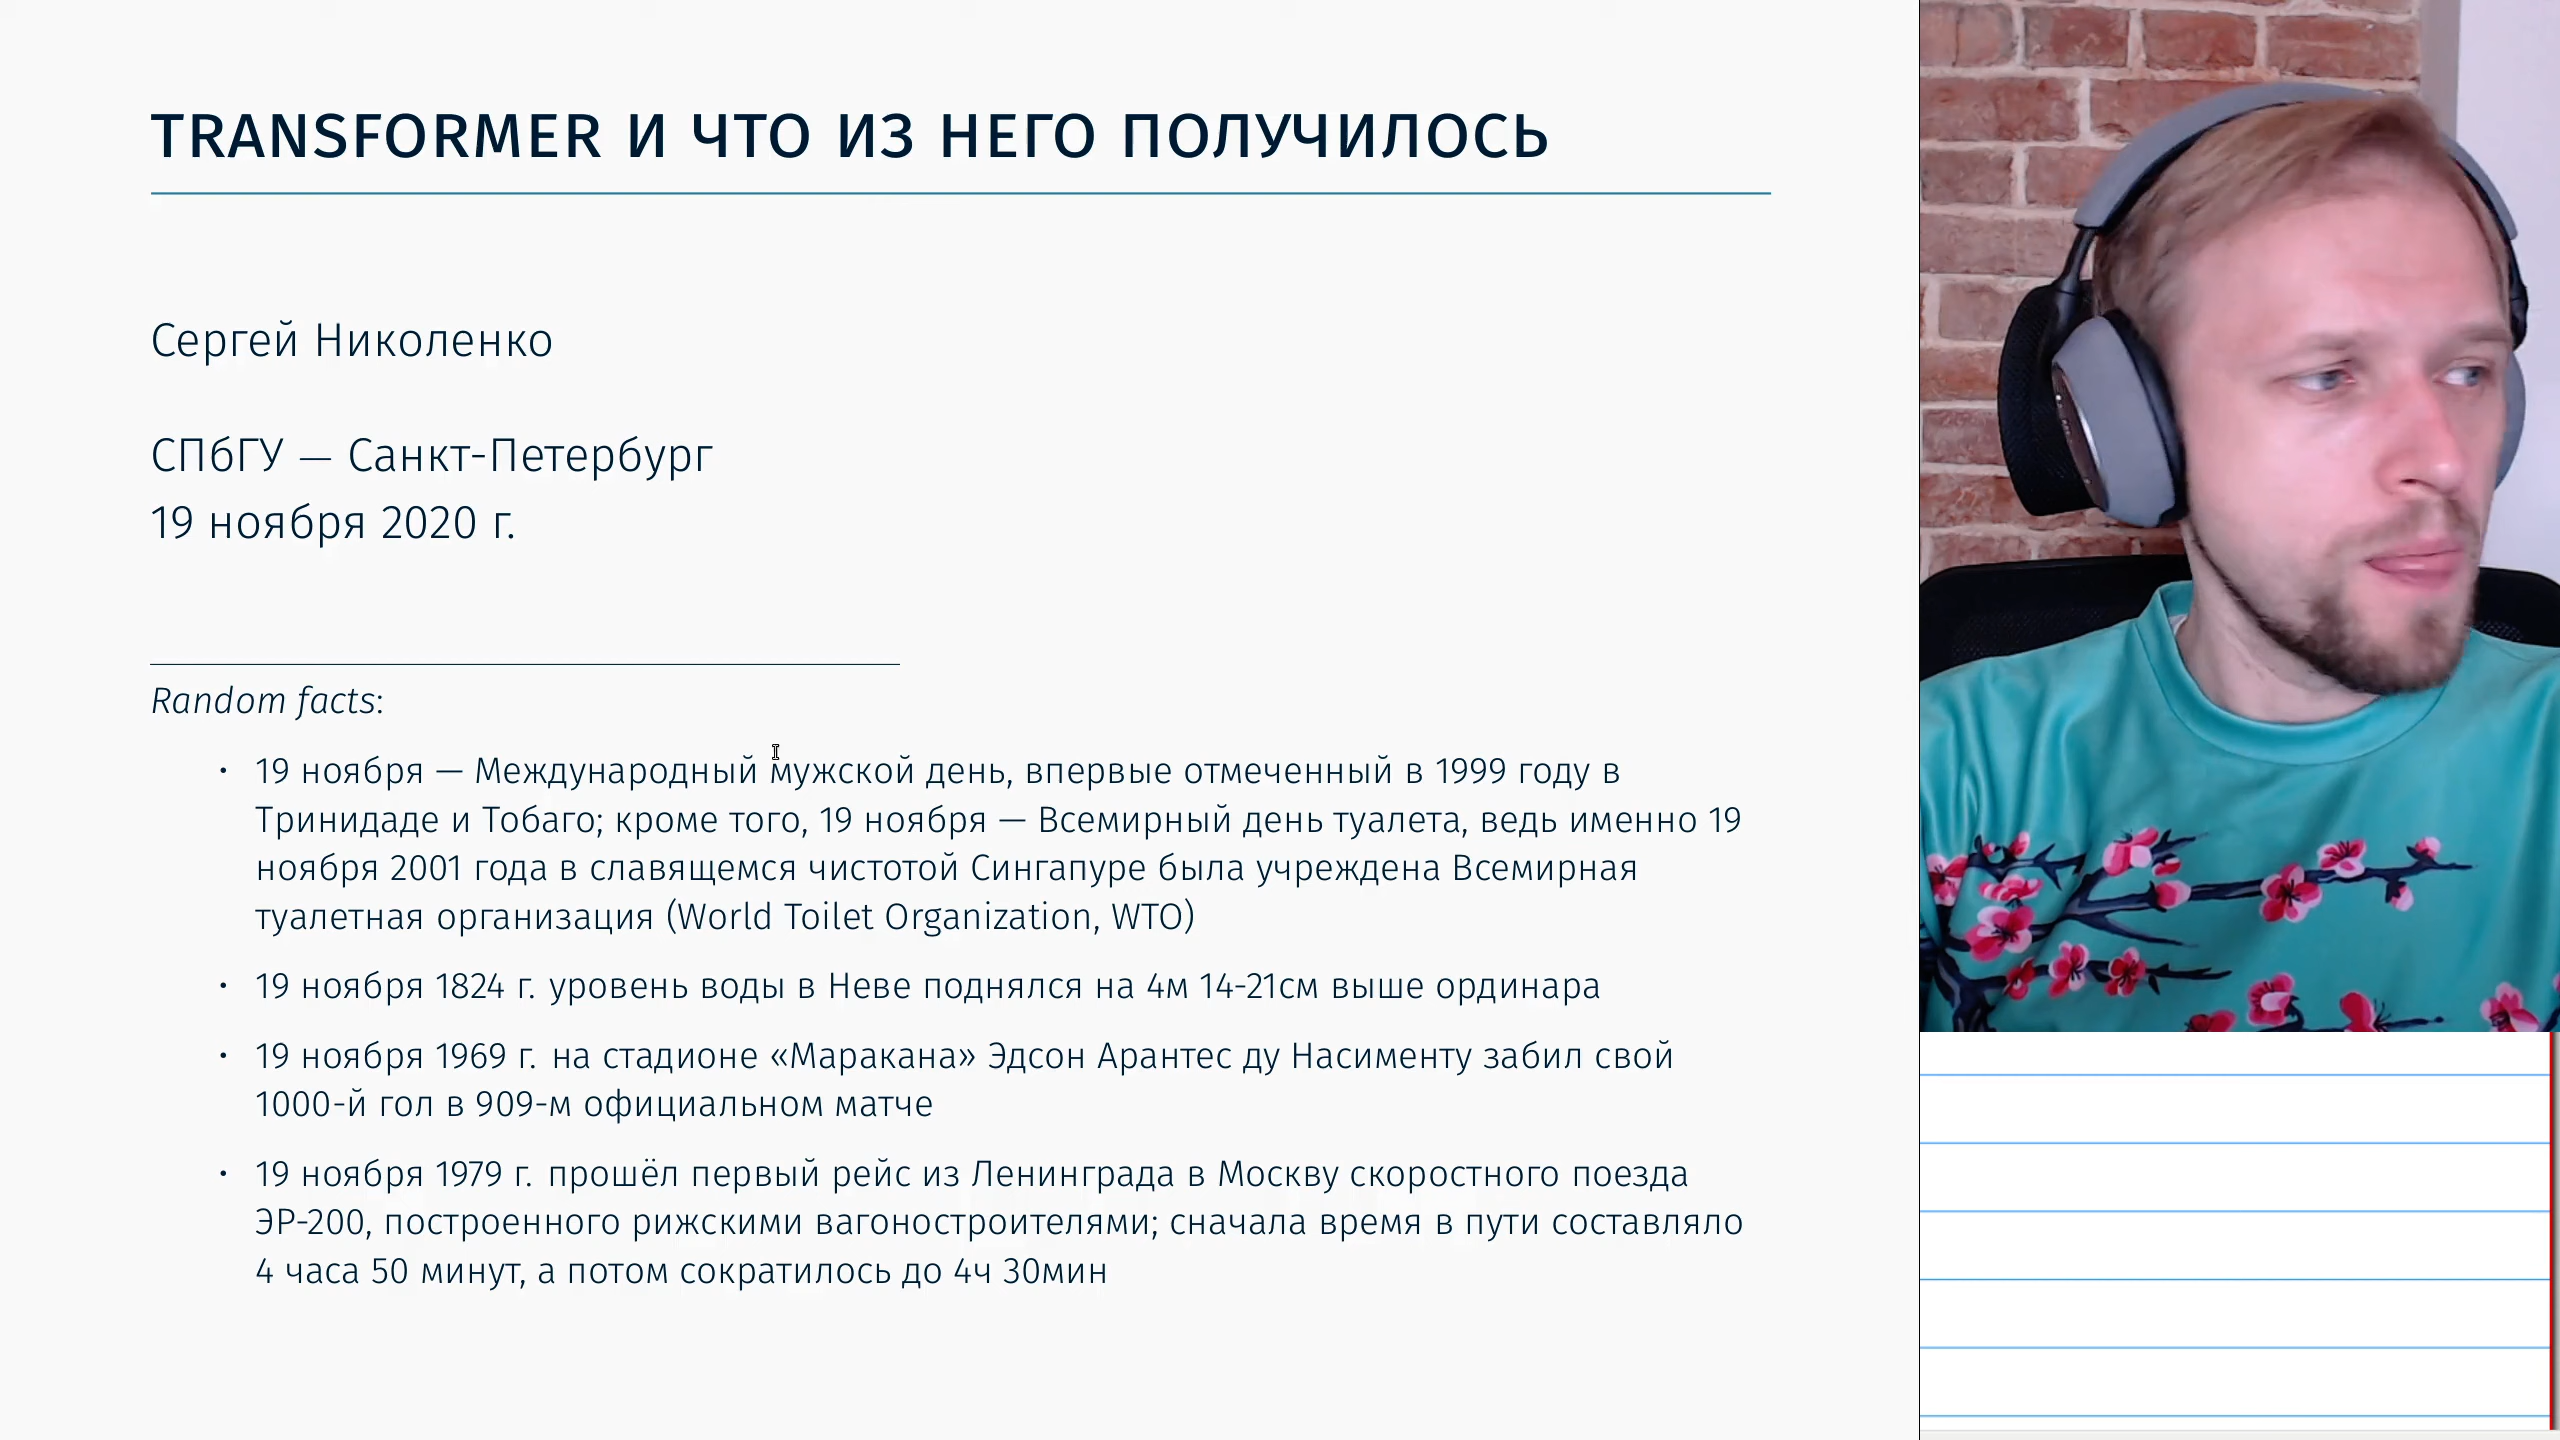 TRANSFORMER И ЧТО ИЗ НЕГО ПОЛУЧИЛОСЬ
Сергей Николенко
СПбГУ — Санкт-Петербург
19 ноября 2020 г.
Random facts:
• 19 ноября — Международный мужской день, впервые отмеченный в 1999 году в
Тринидаде и Тобаго; кроме того, 19 ноября — Всемирный день туалета, ведь именно 19
ноября 2001 года в славящемся чистотой Сингапуре была учреждена Всемирная
туалетная организация (World Toilet Organization, WTO)
• 19 ноября 1824 г. уровень воды в Неве поднялся на 4м 14-21см выше ординара
• 19 ноября 1969 г. на стадионе «Маракана» Эдсон Арантес ду Насименту забил свой
1000-й гол в 909-м официальном матче
• 19 ноября 1979 г. прошёл первый рейс из Ленинграда в Москву скоростного поезда
ЭР-200, построенного рижскими вагоностроителями; сначала время в пути составляло
4 часа 50 минут, а потом сократилось до 4ч 30мин